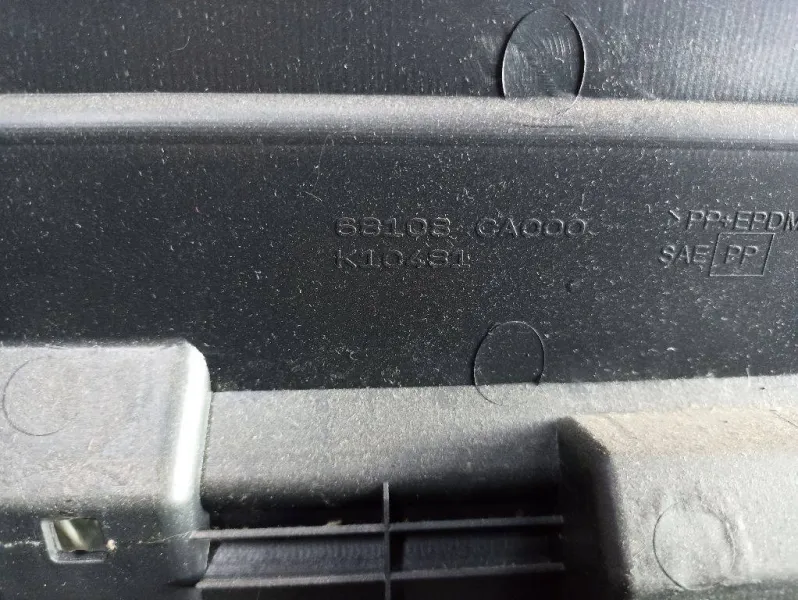 68108 CA000
K10481
>PP+EPDM
SAE PP